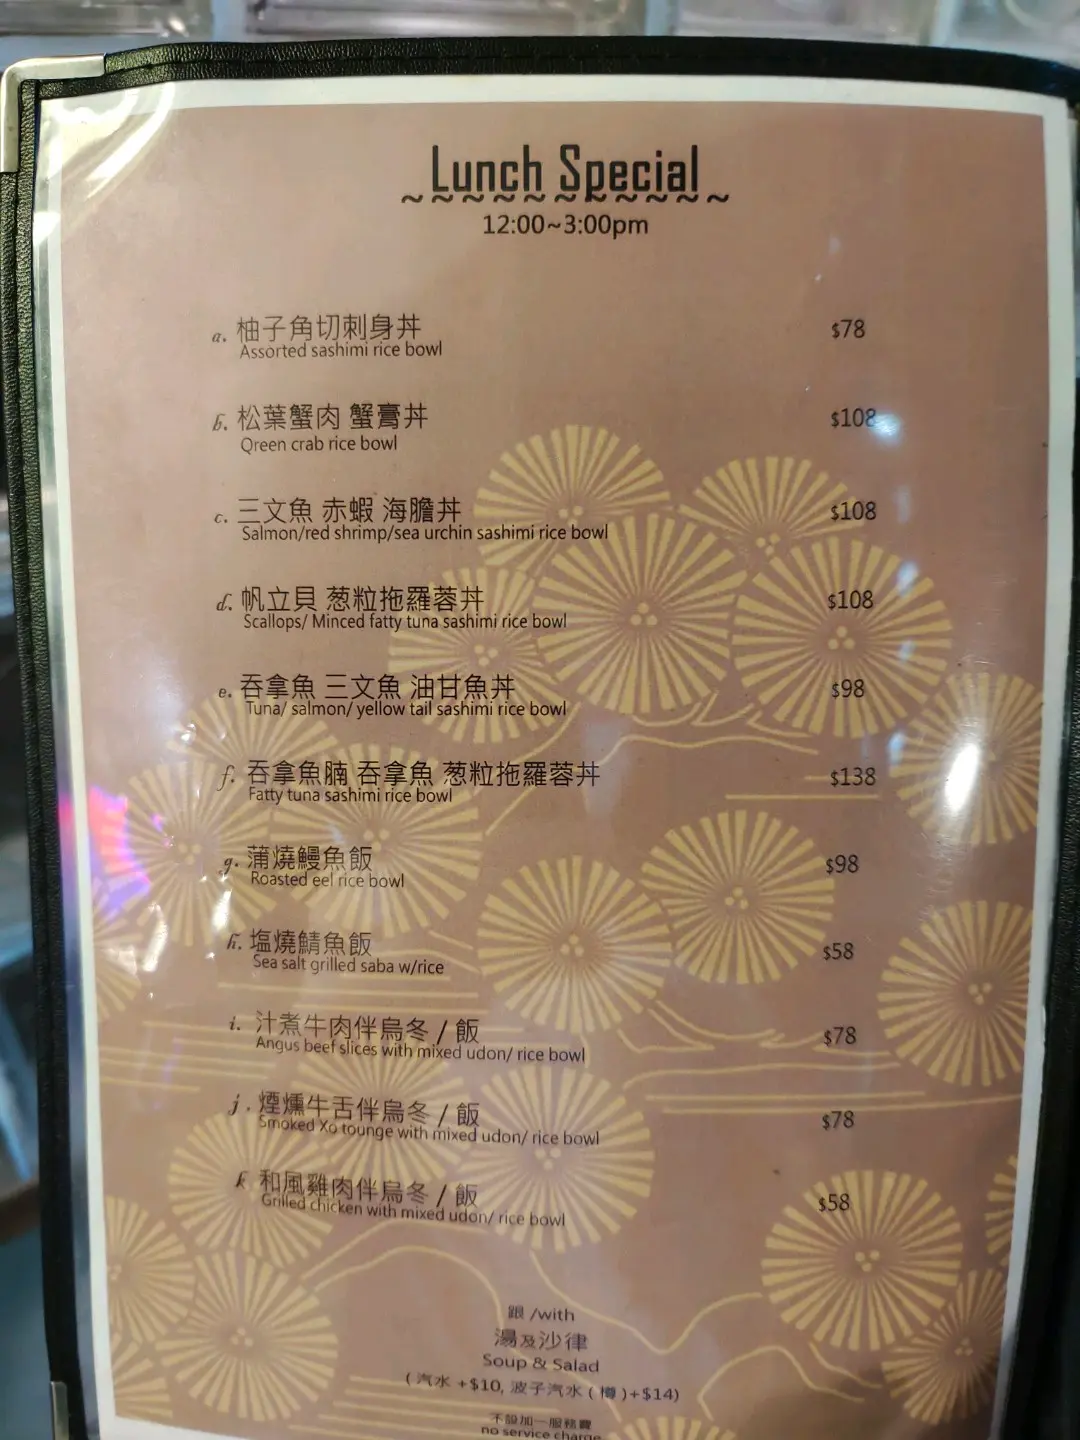 Lunch Special
~~~~~~~~~~~~
12:00~3:00pm
a. 柚子角切刺身丼 $78
Assorted sashimi rice bowl
b. 松葉蟹肉 蟹膏丼 $108
Qreen crab rice bowl
c. 三文魚 赤蝦 海膽丼 $108
Salmon/red shrimp/sea urchin sashimi rice bowl
d. 帆立貝 葱粒拖羅蓉丼 $108
Scallops/ Minced fatty tuna sashimi rice bowl
e. 吞拿魚 三文魚 油甘魚丼 $98
Tuna/ salmon/ yellow tail sashimi rice bowl
f. 吞拿魚腩 吞拿魚 葱粒拖羅蓉丼 $138
Fatty tuna sashimi rice bowl
g. 蒲燒鰻魚飯 $98
Roasted eel rice bowl
h. 塩燒鯖魚飯 $58
Sea salt grilled saba w/rice
i. 汁煮牛肉伴烏冬 / 飯 $78
Angus beef slices with mixed udon/ rice bowl
j. 煙燻牛舌伴烏冬 / 飯 $78
Smoked Xo tounge with mixed udon/ rice bowl
k 和風雞肉伴烏冬 / 飯 $58
Grilled chicken with mixed udon/ rice bowl
跟 /with
湯及沙律
Soup & Salad
( 汽水 +$10, 波子汽水 ( 樽 )+$14)
不設加一服務費
no service charge